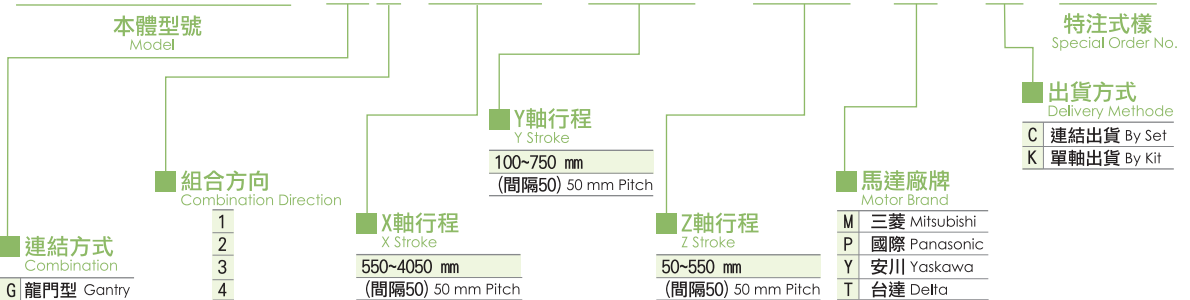 本體型號
Model
特注式樣
Special Order No.
出貨方式
Delivery Methode
C 連結出貨 By Set
K 單軸出貨 By Kit
Y軸行程
Y Stroke
100~750 mm
(間隔50) 50 mm Pitch
組合方向
Combination Direction
1
2
3
4
馬達廠牌
Motor Brand
M 三菱 Mitsubishi
P 國際 Panasonic
Y 安川 Yaskawa
T 台達 Delta
X軸行程
X Stroke
550~4050 mm
(間隔50) 50 mm Pitch
Z軸行程
Z Stroke
50~550 mm
(間隔50) 50 mm Pitch
連結方式
Combination
G 龍門型 Gantry